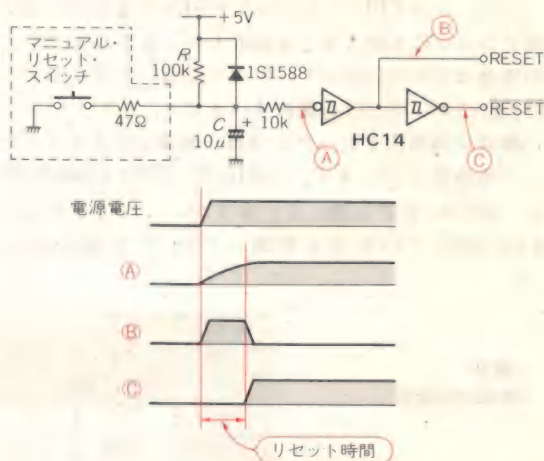 +5V
マニュアル・
リセット・
スイッチ
R
100k
1S1588
47Ω
C
10μ
+
10k
Ⓐ
HC14
Ⓑ
RESET
RESET
Ⓒ
電源電圧
Ⓐ
Ⓑ
Ⓒ
リセット時間